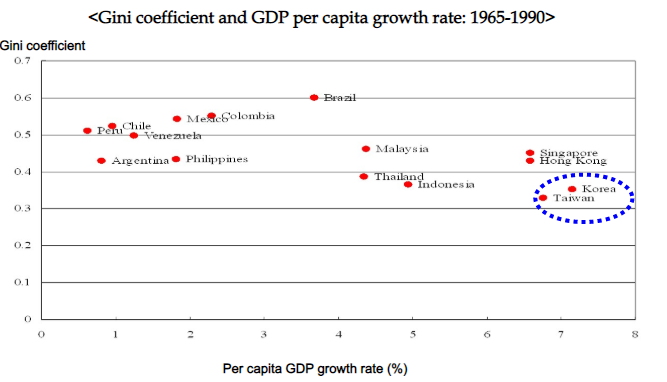 <Gini coefficient and GDP per capita growth rate: 1965-1990>
Gini coefficient
0.7
0.6
Brazil
Mexico
Colombia
Chile
Peru
Venezuela
0.5
Malaysia
Singapore
Argentina
Philippines
Hong Kong
0.4
Thailand
Indonesia
Korea
Taiwan
0.3
0.2
0.1
0
0 1 2 3 4 5 6 7 8
Per capita GDP growth rate (%)